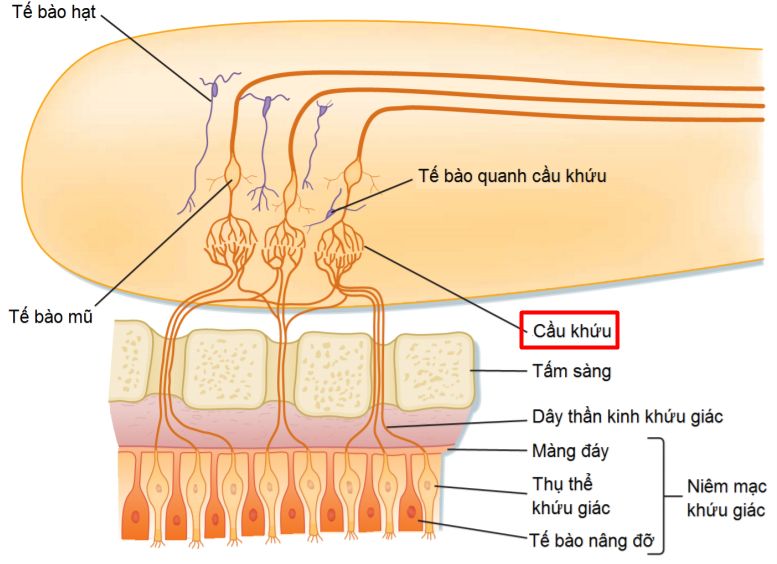 Tế bào hạt
Tế bào quanh cầu khứu
Tế bào mũ
Cầu khứu
Tấm sàng
Dây thần kinh khứu giác
Màng đáy
Thụ thể
khứu giác
Niêm mạc
khứu giác
Tế bào nâng đỡ